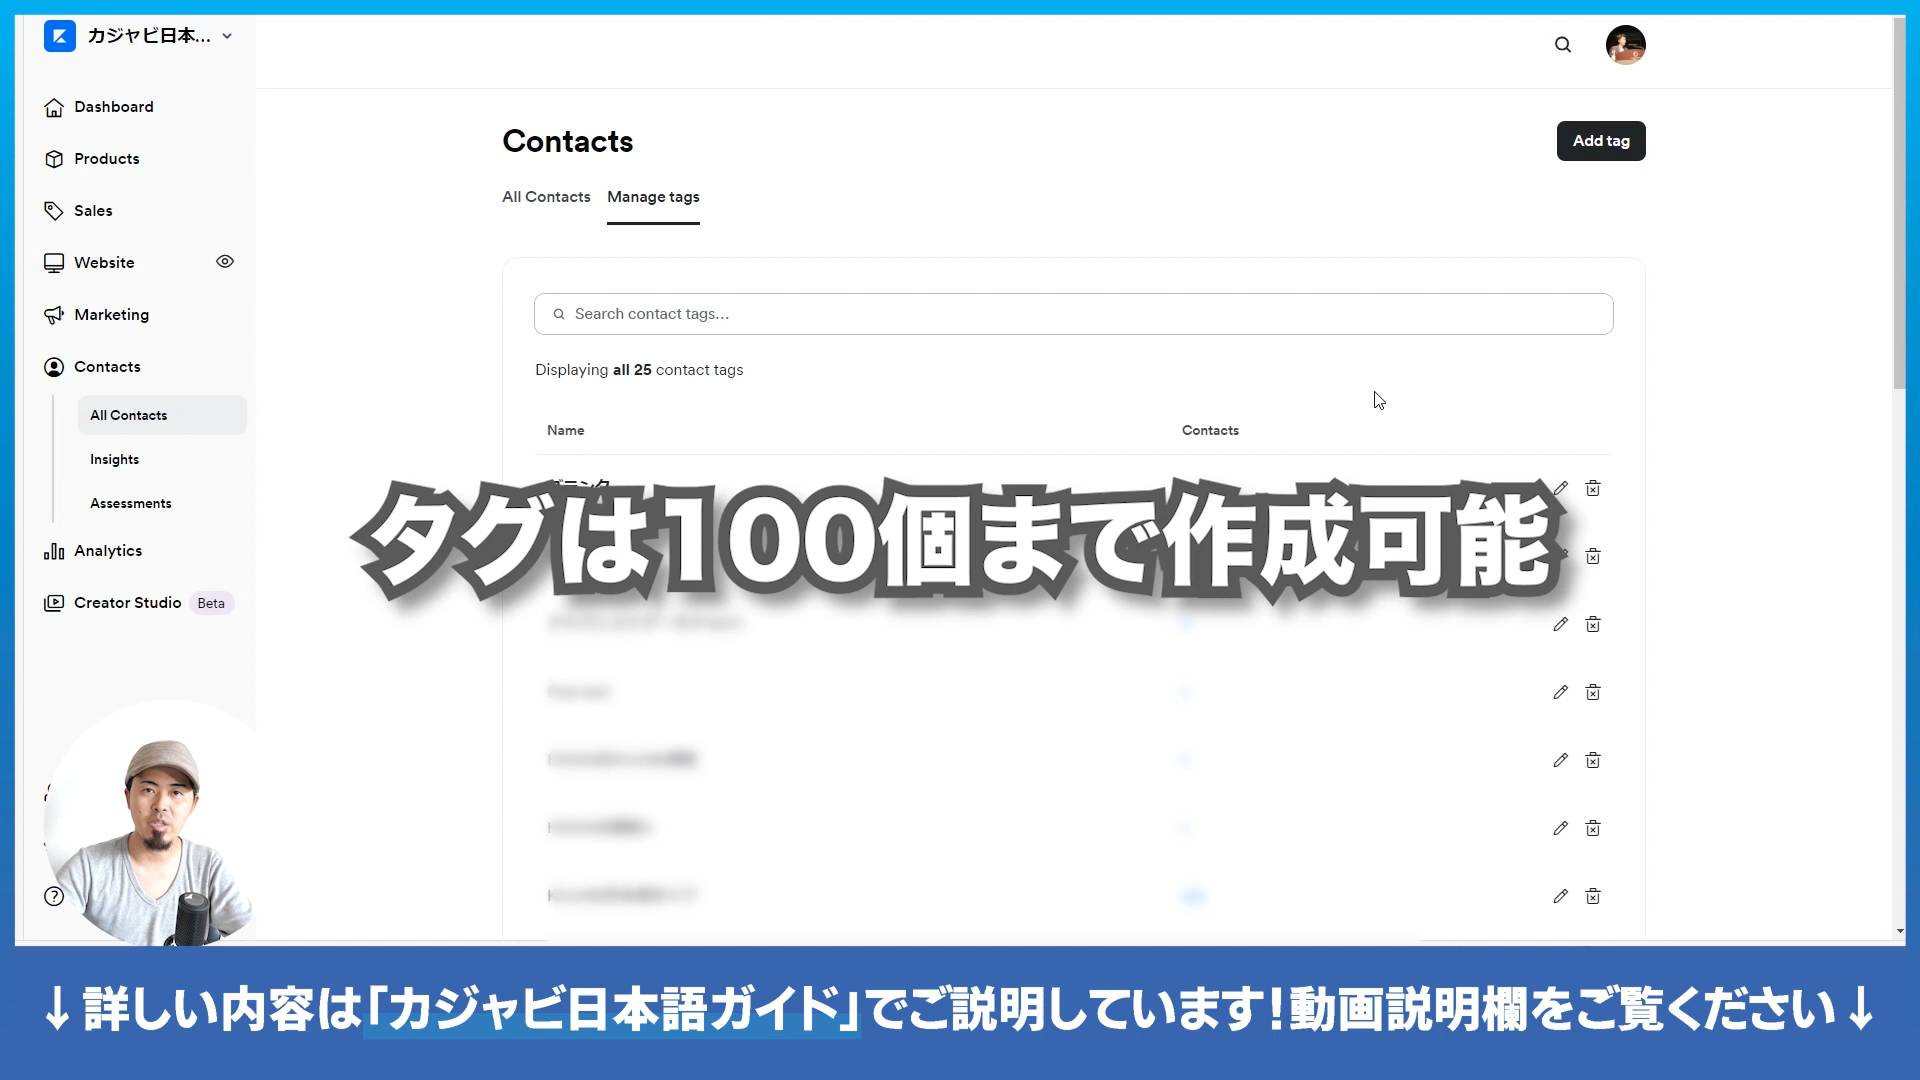 カジャビ日本...
Dashboard
Products
Sales
Website
Marketing
Contacts
All Contacts
Insights
Assessments
Analytics
Creator Studio Beta
Contacts
Add tag
All Contacts Manage tags
Search contact tags...
Displaying all 25 contact tags
Name Contacts
タグは100個まで作成可能
↓詳しい内容は「カジャビ日本語ガイド」でご説明しています！動画説明欄をご覧ください↓